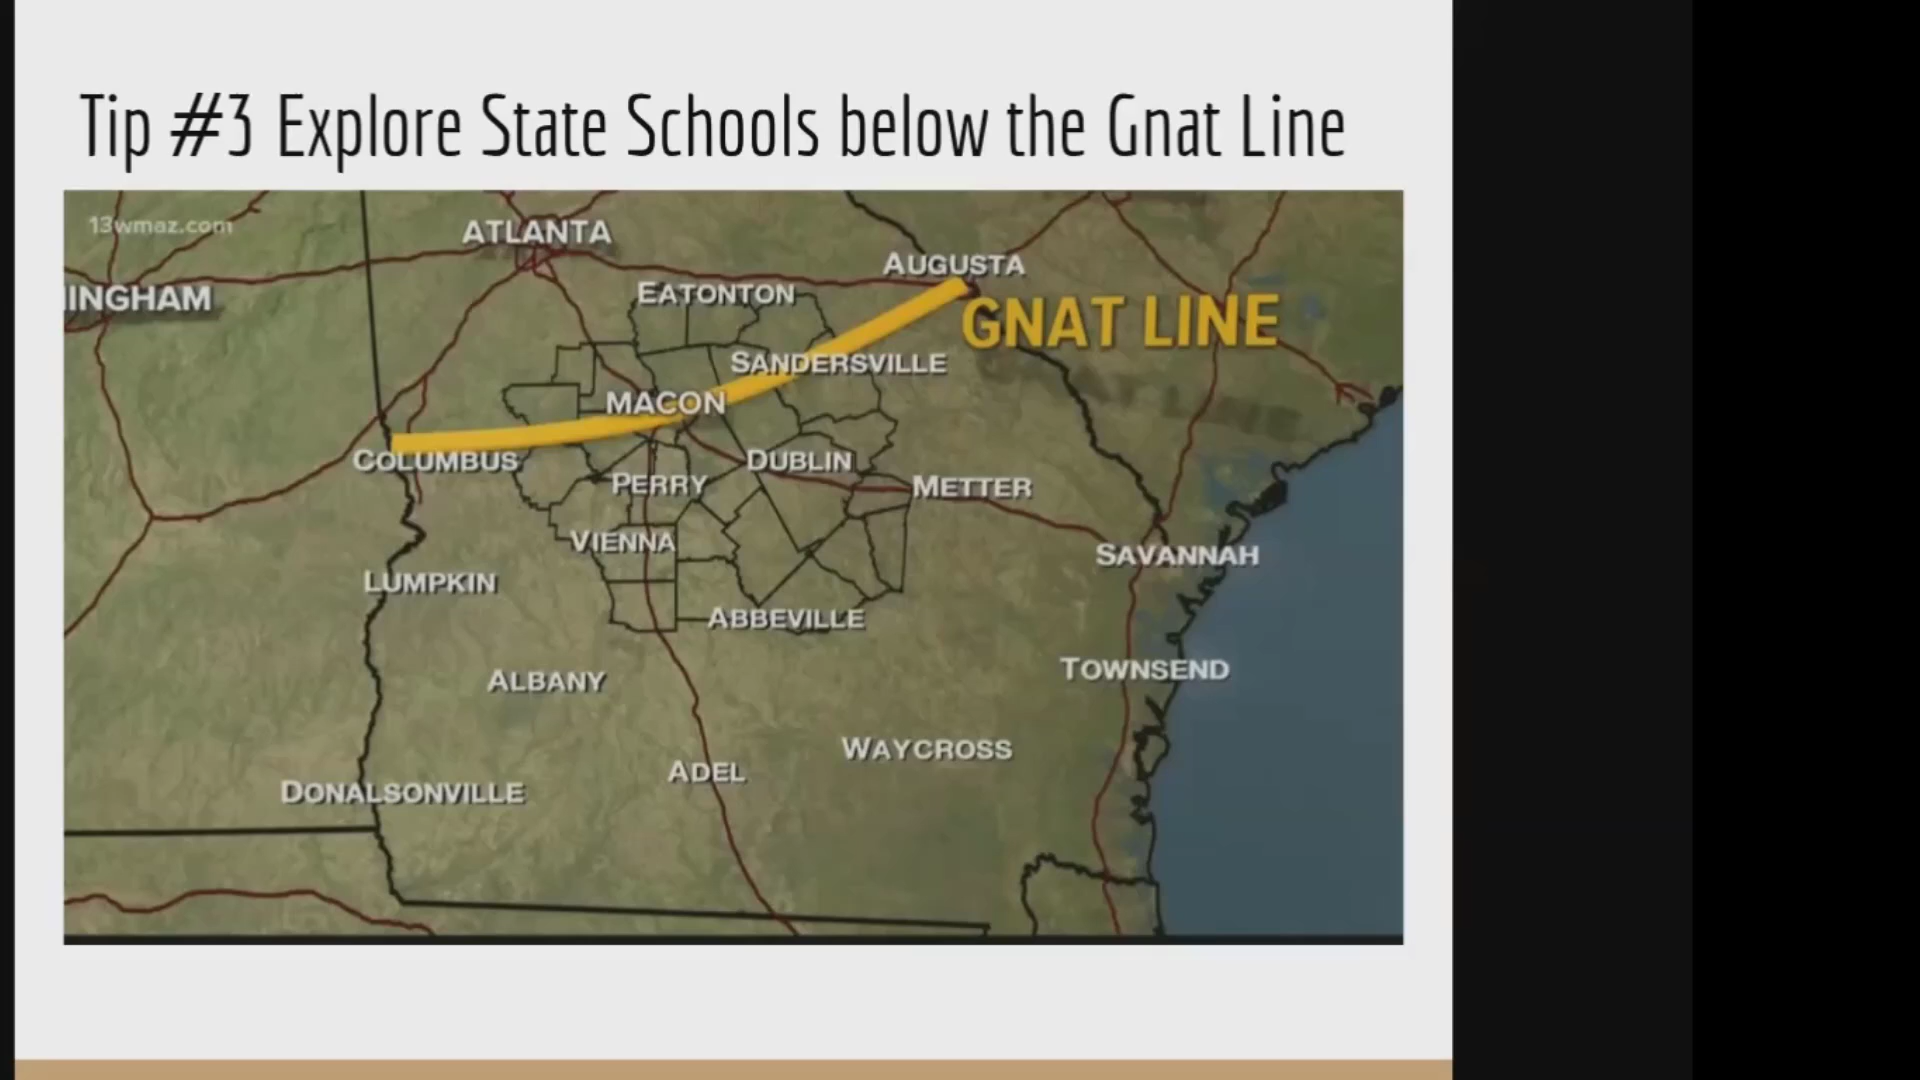 Tip #3 Explore State Schools below the Gnat Line
13wmaz.com
ATLANTA
AUGUSTA
INGHAM
EATONTON
GNAT LINE
SANDERSVILLE
MACON
COLUMBUS
DUBLIN
PERRY
METTER
VIENNA
SAVANNAH
LUMPKIN
ABBEVILLE
TOWNSEND
ALBANY
WAYCROSS
ADEL
DONALSONVILLE